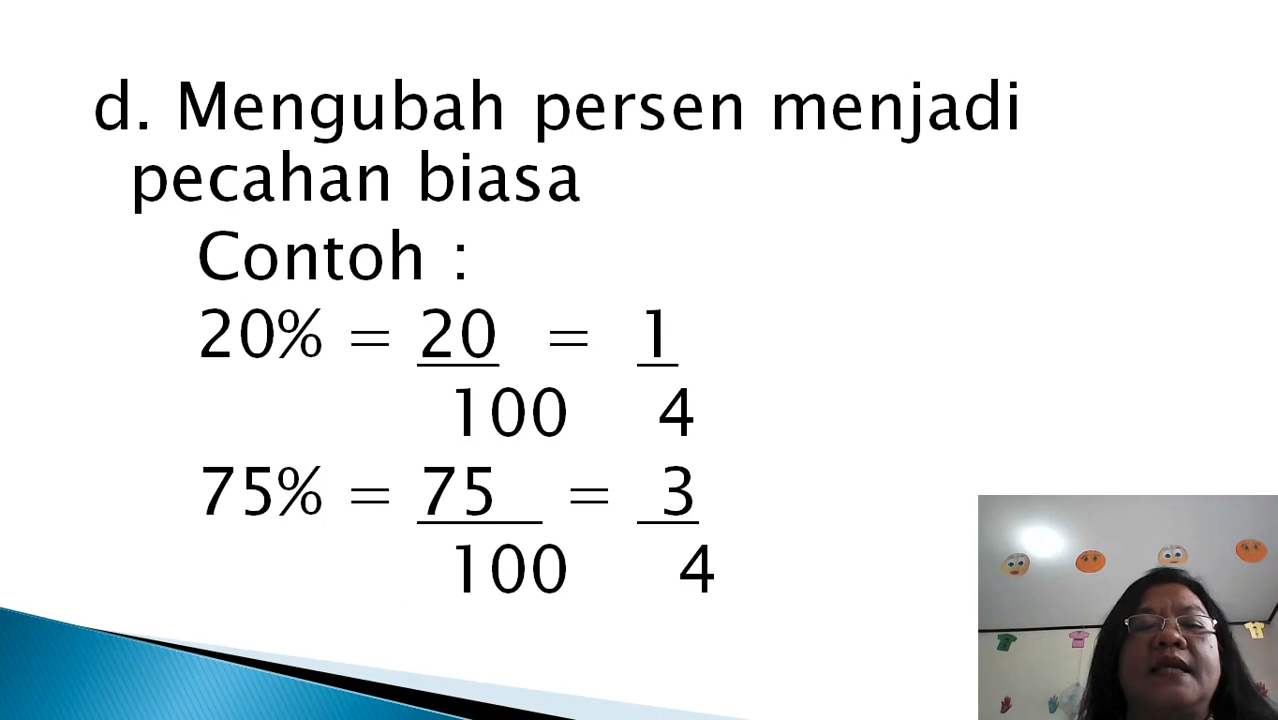 d. Mengubah persen menjadi
pecahan biasa
Contoh :
20% = 20 = 1
100 4
75% = 75 = 3
100 4